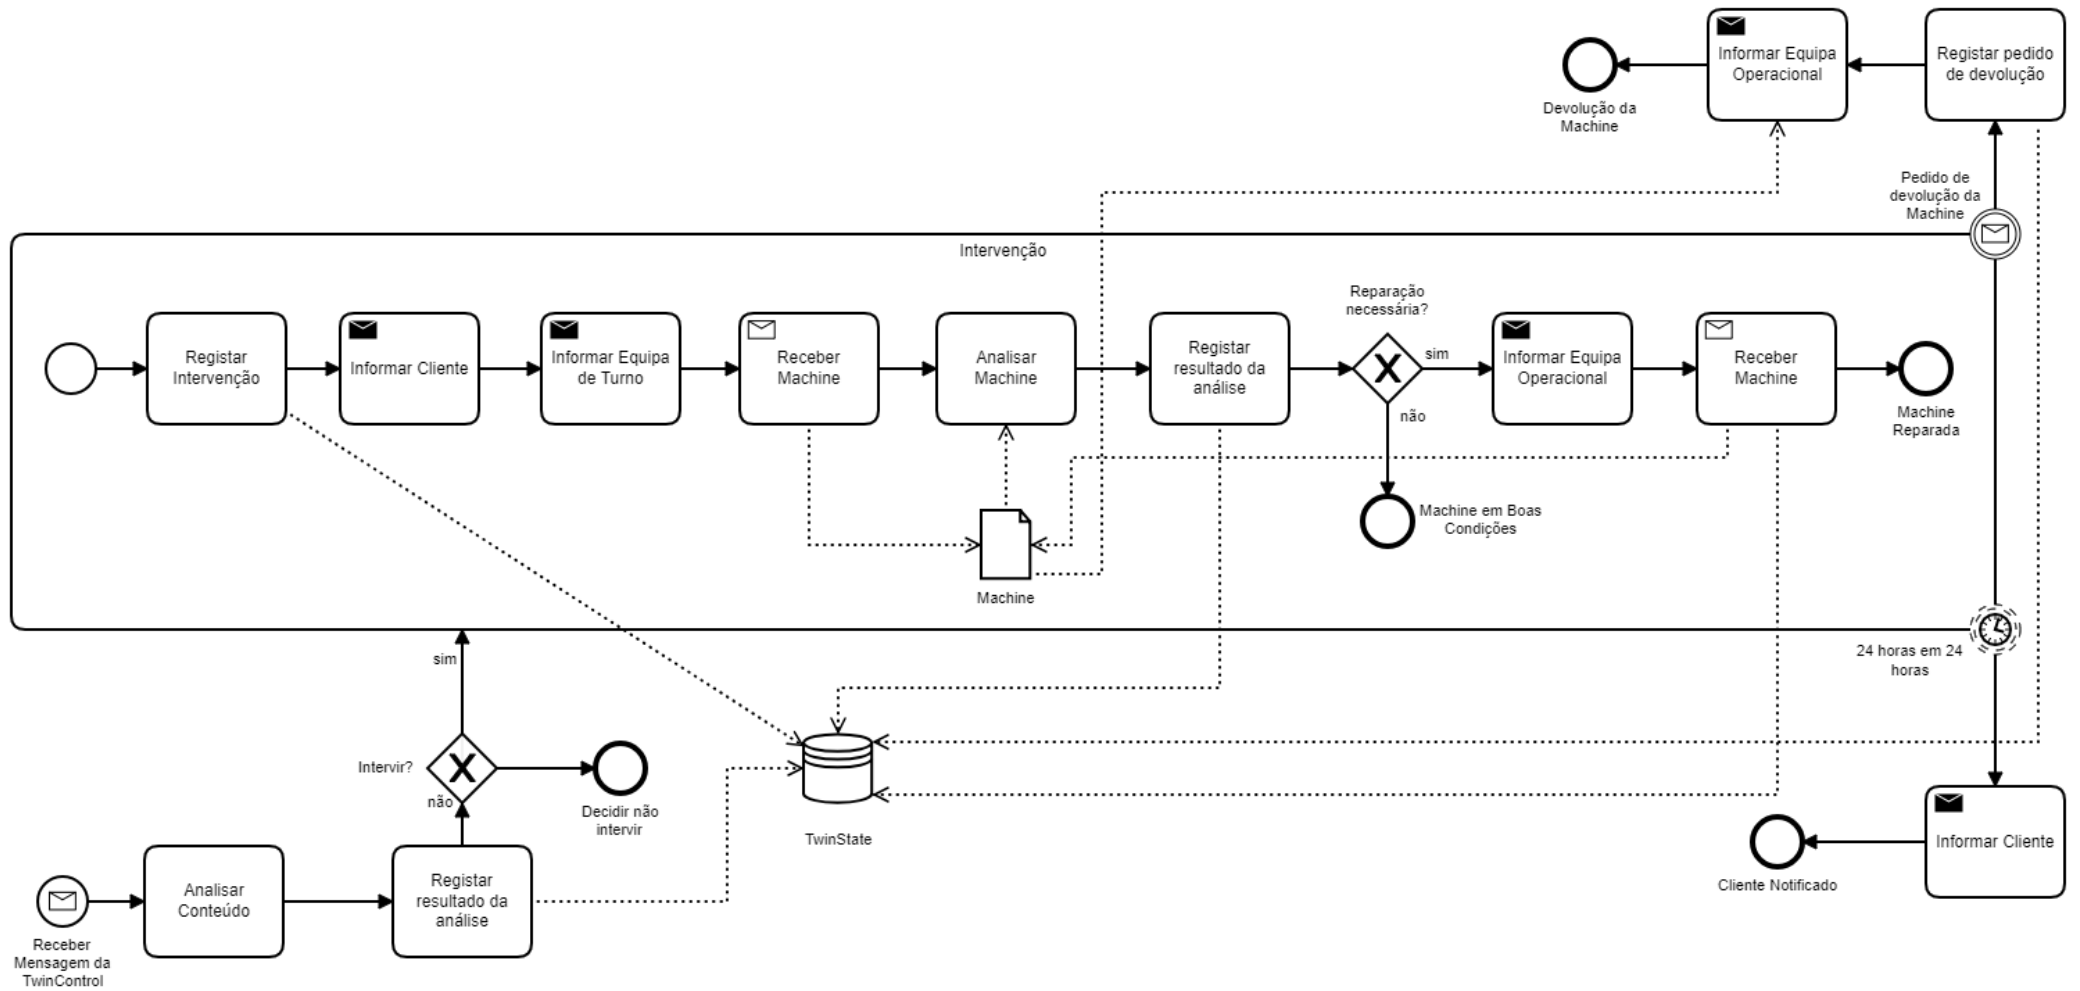 Informar Equipa
Operacional
Registar pedido
de devolução
Devolução da
Machine
Pedido de
devolução da
Machine
Intervenção
Registar
Intervenção
Informar Cliente
Informar Equipa
de Turno
Receber
Machine
Analisar
Machine
Registar
resultado da
análise
Reparação
necessária?
sim
não
Informar Equipa
Operacional
Receber
Machine
Machine
Reparada
Machine em Boas
Condições
Machine
sim
24 horas em 24
horas
Intervir?
não
Decidir não
intervir
TwinState
Informar Cliente
Cliente Notificado
Analisar
Conteúdo
Registar
resultado da
análise
Receber
Mensagem da
TwinControl